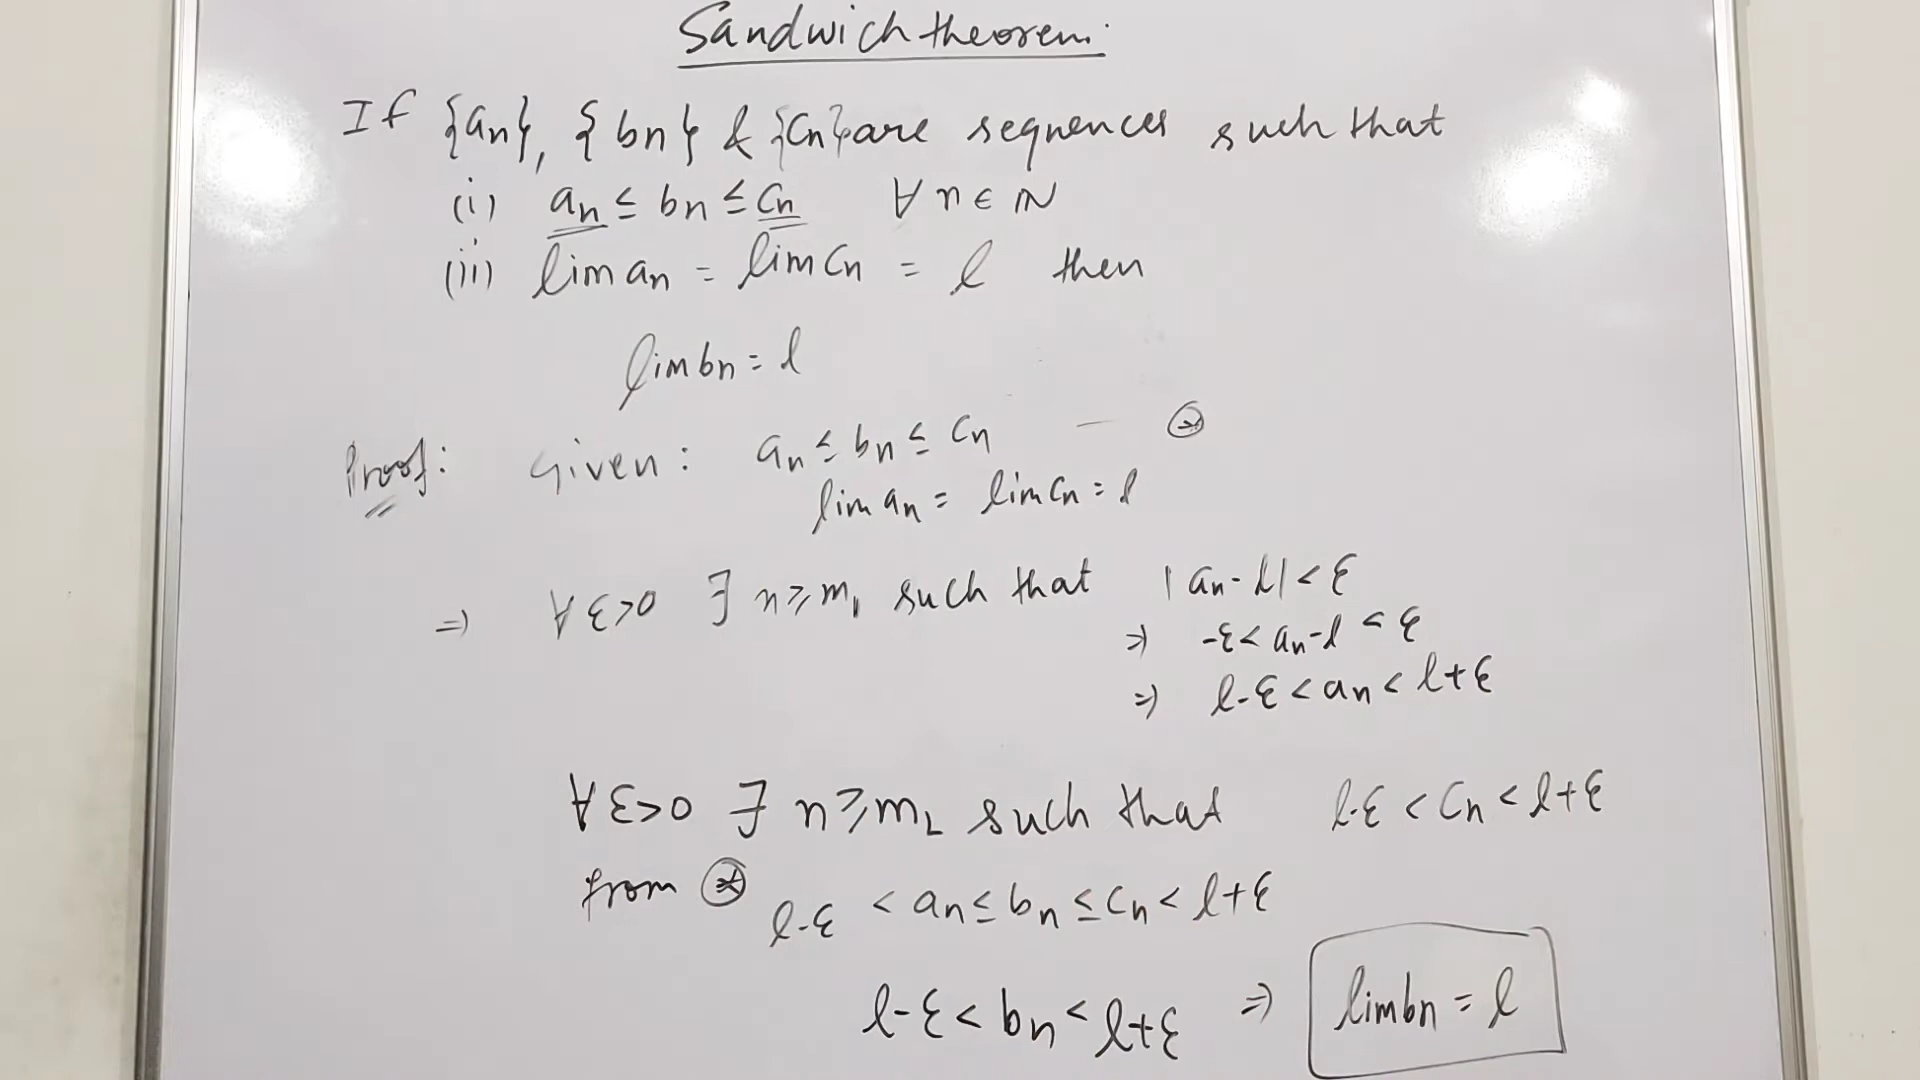 Sandwich theorem:
If {an}, {bn} & {Cn} are sequences such that
(i) an ≤ bn ≤ Cn ∀ n ∈ IN
(ii) lim an = lim Cn = l then
lim bn = l
Proof: Given: an ≤ bn ≤ Cn — ⊛
lim an = lim Cn = l
⇒ ∀ ε>0 ∃ n ≥ m₁ such that |an - l| < ε
⇒ -ε < an - l < ε
⇒ l-ε < an < l+ε
∀ ε>0 ∃ n ≥ m₂ such that l-ε < Cn < l+ε
from ⊛ l-ε < an ≤ bn ≤ Cn < l+ε
l-ε < bn < l+ε ⇒ lim bn = l